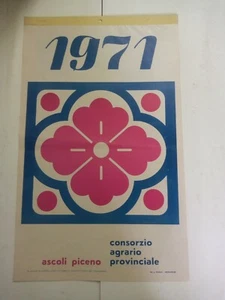 1971
consorzio
agrario
ascoli piceno provinciale